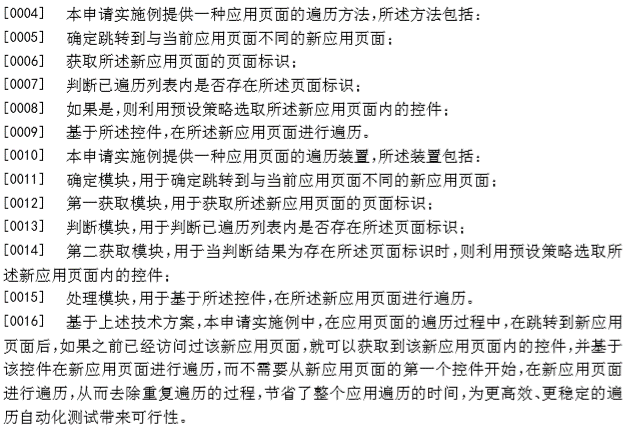 [0004] 本申请实施例提供一种应用页面的遍历方法,所述方法包括:
[0005] 确定跳转到与当前应用页面不同的新应用页面;
[0006] 获取所述新应用页面的页面标识;
[0007] 判断已遍历列表内是否存在所述页面标识;
[0008] 如果是,则利用预设策略选取所述新应用页面内的控件;
[0009] 基于所述控件,在所述新应用页面进行遍历。
[0010] 本申请实施例提供一种应用页面的遍历装置,所述装置包括:
[0011] 确定模块,用于确定跳转到与当前应用页面不同的新应用页面;
[0012] 第一获取模块,用于获取所述新应用页面的页面标识;
[0013] 判断模块,用于判断已遍历列表内是否存在所述页面标识;
[0014] 第二获取模块,用于当判断结果为存在所述页面标识时,则利用预设策略选取所
述新应用页面内的控件;
[0015] 处理模块,用于基于所述控件,在所述新应用页面进行遍历。
[0016] 基于上述技术方案,本申请实施例中,在应用页面的遍历过程中,在跳转到新应用
页面后,如果之前已经访问过该新应用页面,就可以获取到该新应用页面内的控件,并基于
该控件在新应用页面进行遍历,而不需要从新应用页面的第一个控件开始,在新应用页面
进行遍历,从而去除重复遍历的过程,节省了整个应用遍历的时间,为更高效、更稳定的遍
历自动化测试带来可行性。